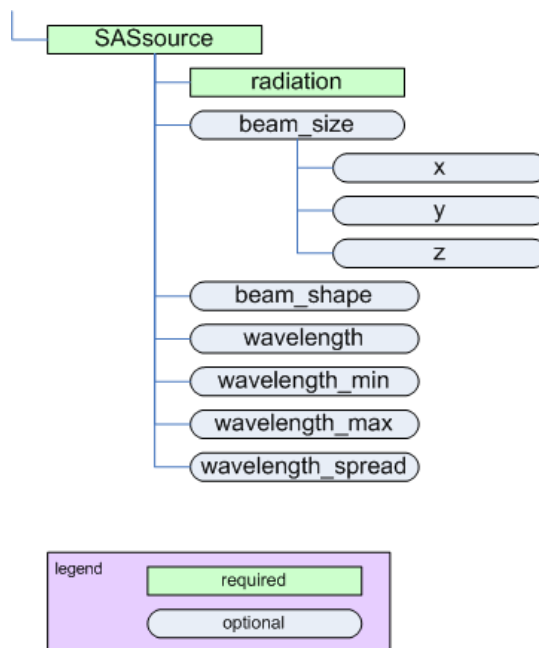 SASsource
radiation
beam_size
x
y
z
beam_shape
wavelength
wavelength_min
wavelength_max
wavelength_spread
legend
required
optional